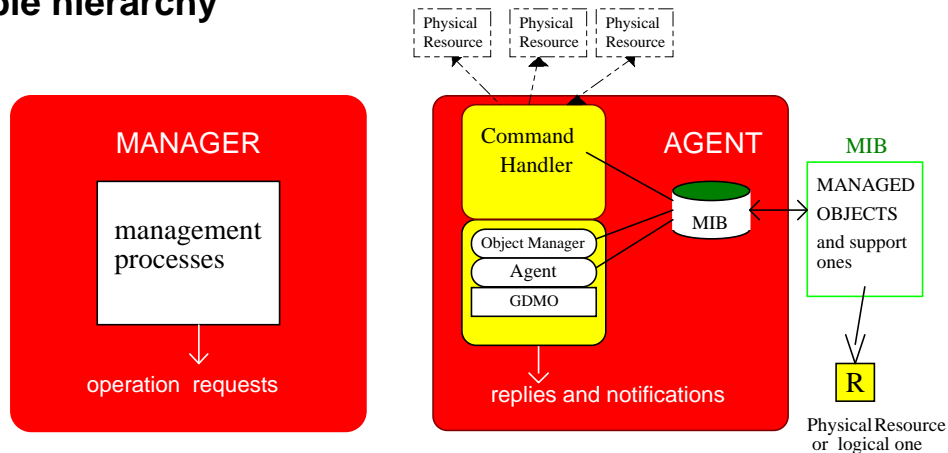 hierarchy
Physical
Resource
Physical
Resource
Physical
Resource
MANAGER
management
processes
operation requests
AGENT
Command
Handler
Object Manager
Agent
GDMO
MIB
replies and notifications
MIB
MANAGED
OBJECTS
and support
ones
R
Physical Resource
or logical one